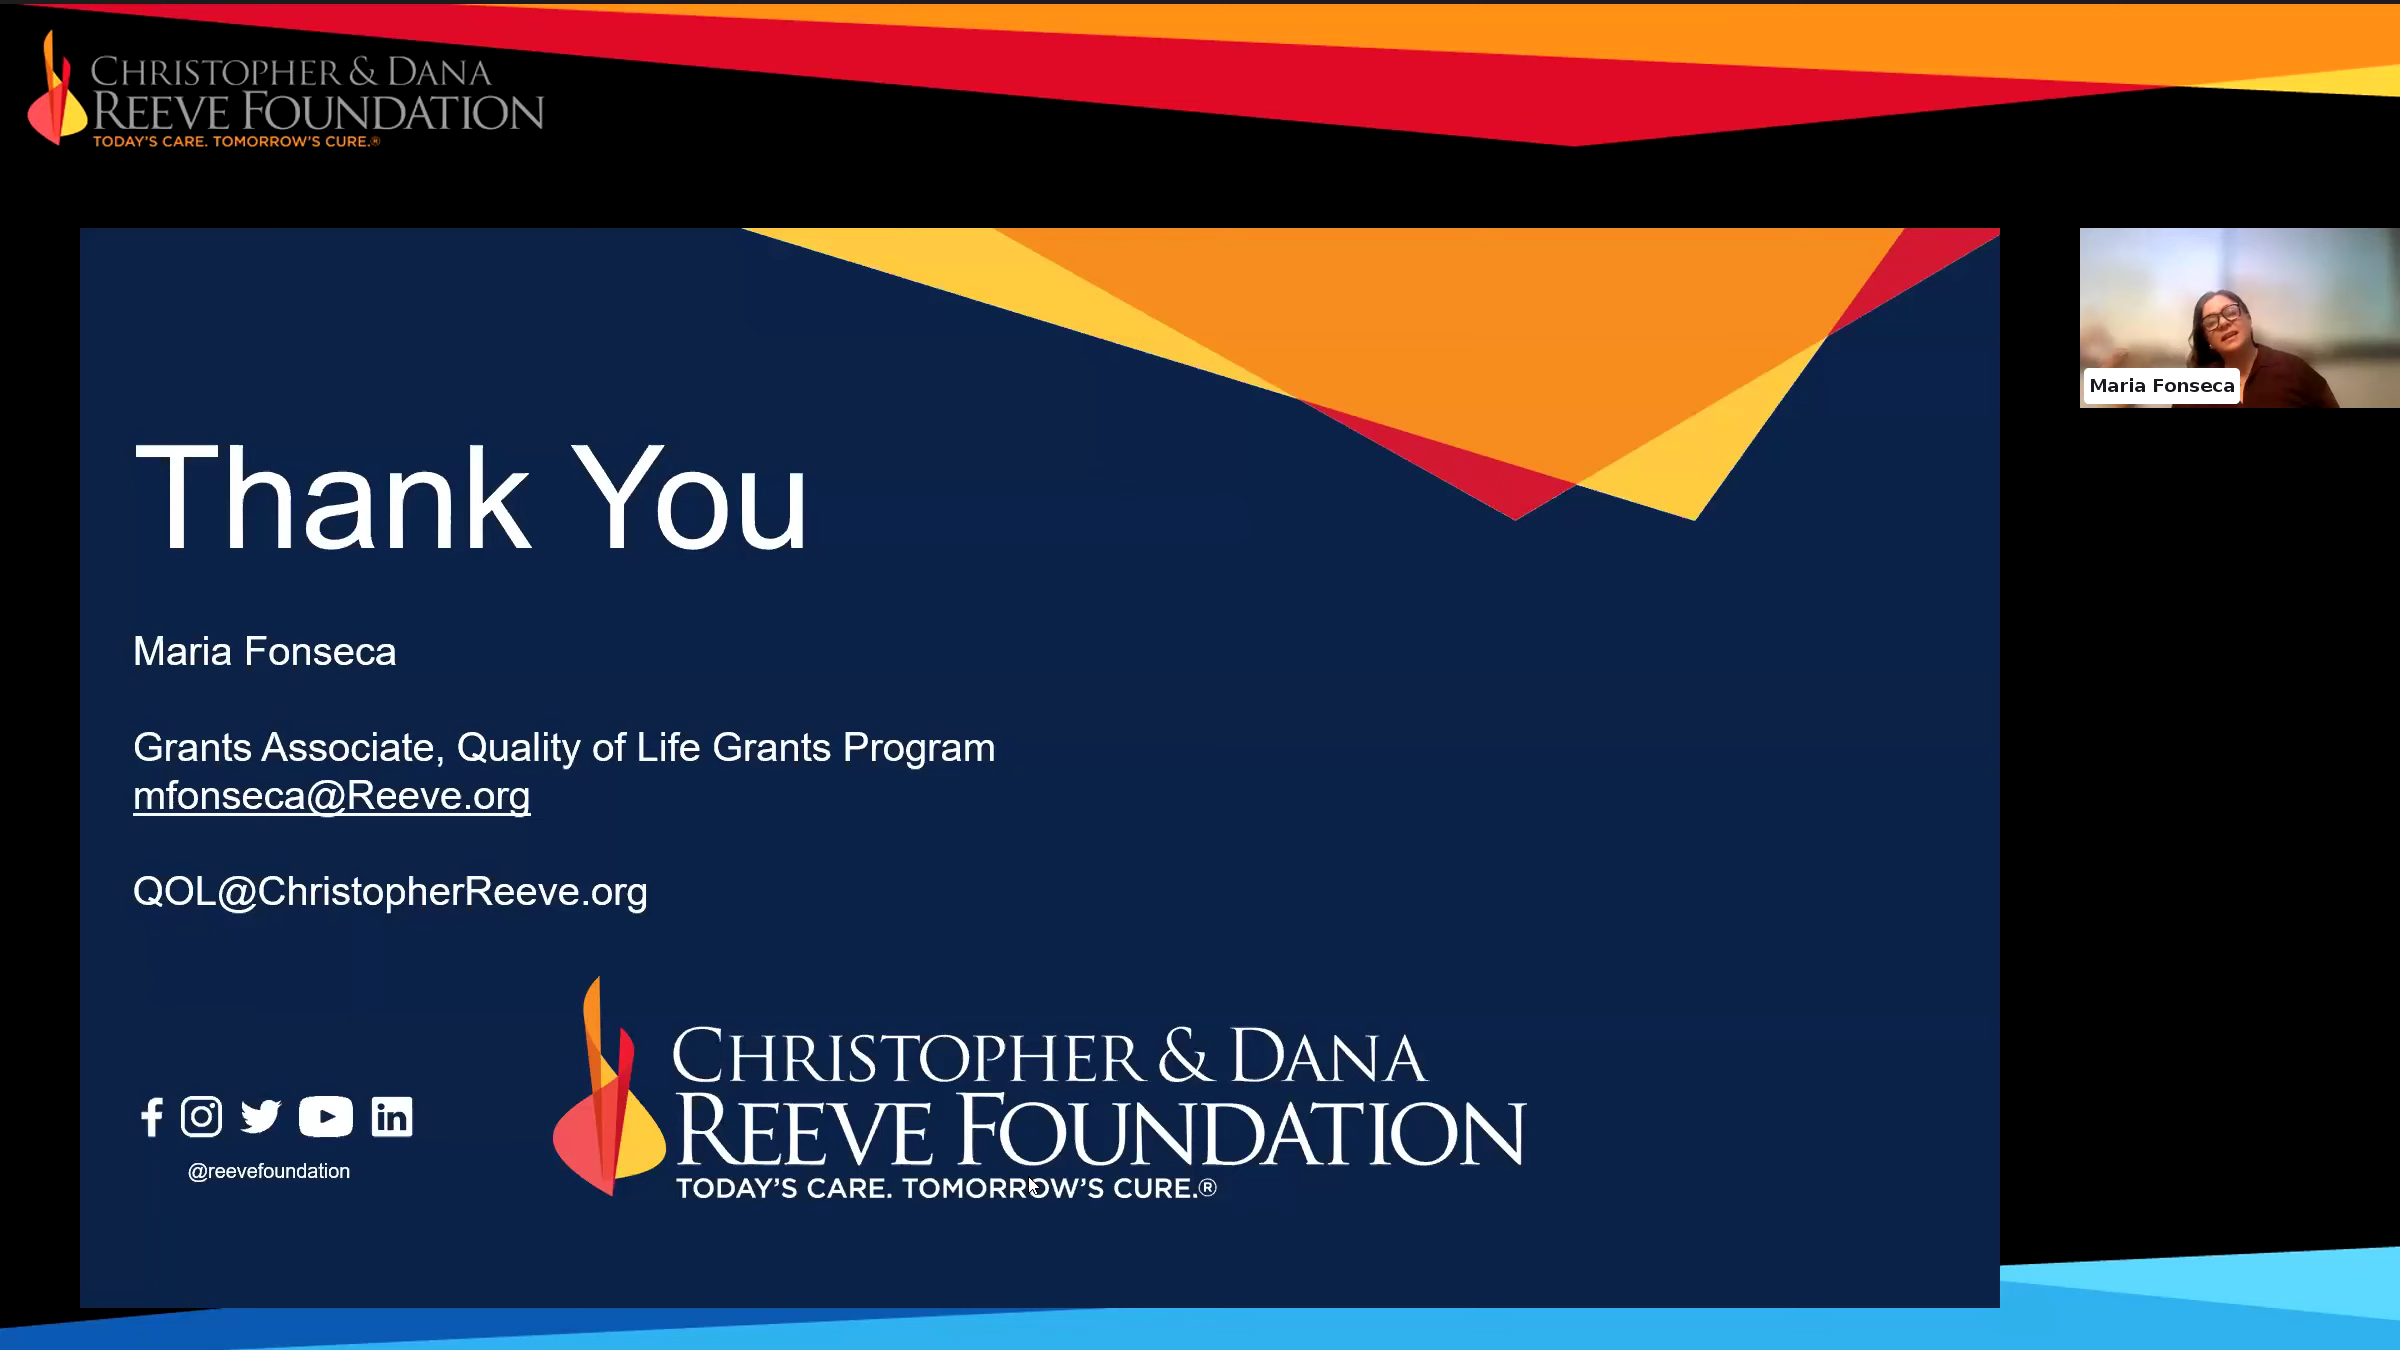 CHRISTOPHER & DANA
REEVE FOUNDATION
TODAY'S CARE. TOMORROW'S CURE.®
Maria Fonseca
Thank You
Maria Fonseca
Grants Associate, Quality of Life Grants Program
mfonseca@Reeve.org
QOL@ChristopherReeve.org
@reevefoundation
CHRISTOPHER & DANA
REEVE FOUNDATION
TODAY'S CARE. TOMORROW'S CURE.®